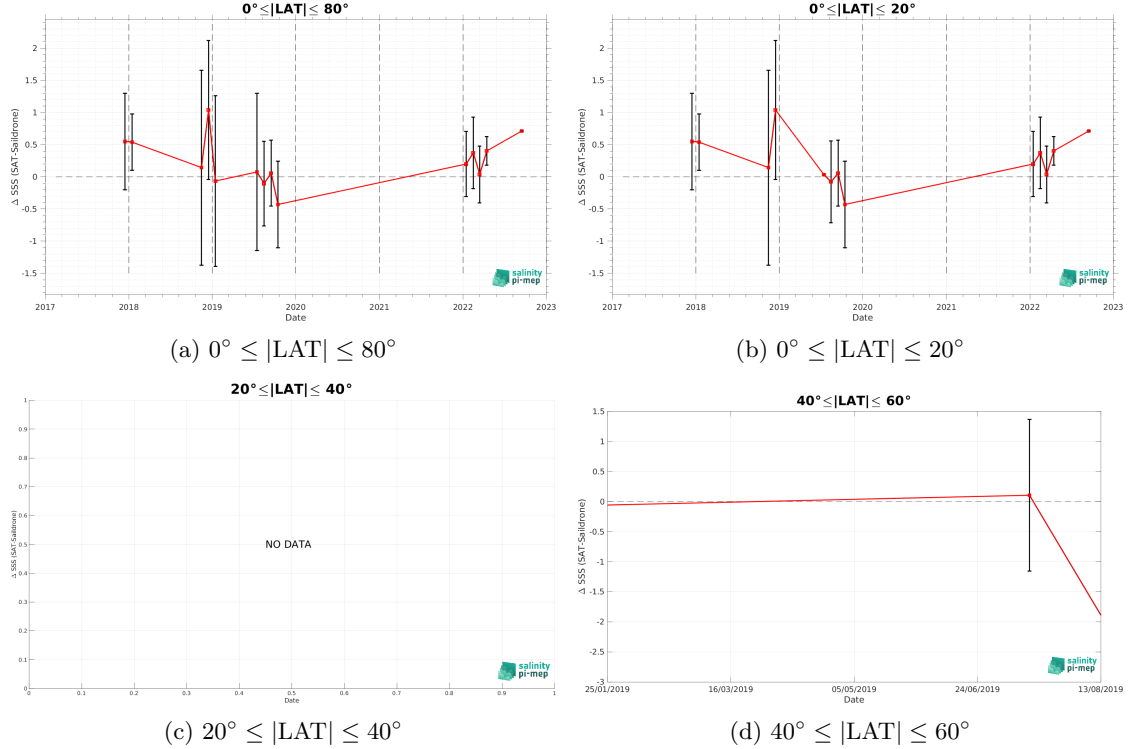 0°≤|LAT|≤ 80°
Δ SSS (SAT-Saildrone)
2
1.5
1
0.5
0
-0.5
-1
-1.5
2017 2018 2019 2020 2021 2022 2023
Date
salinity
pi-mep
(a) 0° ≤ |LAT| ≤ 80°
0°≤|LAT|≤ 20°
Δ SSS (SAT-Saildrone)
2
1.5
1
0.5
0
-0.5
-1
-1.5
2017 2018 2019 2020 2021 2022 2023
Date
salinity
pi-mep
(b) 0° ≤ |LAT| ≤ 20°
20°≤|LAT|≤ 40°
Δ SSS (SAT-Saildrone)
1
0.9
0.8
0.7
0.6
0.5
0.4
0.3
0.2
0.1
0
NO DATA
0 0.1 0.2 0.3 0.4 0.5 0.6 0.7 0.8 0.9 1
Date
salinity
pi-mep
(c) 20° ≤ |LAT| ≤ 40°
40°≤|LAT|≤ 60°
Δ SSS (SAT-Saildrone)
1.5
1
0.5
0
-0.5
-1
-1.5
-2
-2.5
-3
25/01/2019 16/03/2019 05/05/2019 24/06/2019 13/08/2019
Date
salinity
pi-mep
(d) 40° ≤ |LAT| ≤ 60°